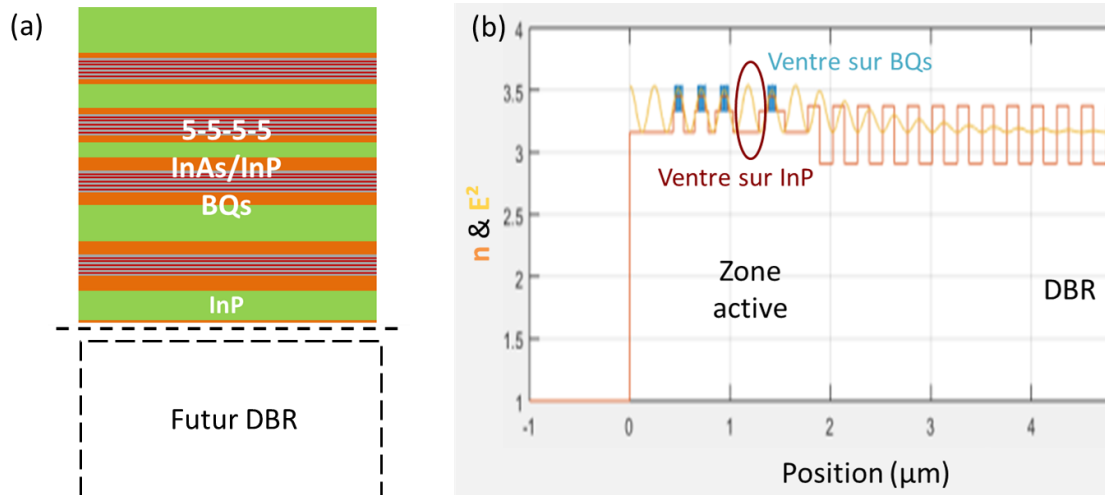 (a)
5-5-5-5
InAs/InP
BQs
InP
Futur DBR
(b)
4
3.5
3
2.5
2
1.5
1
n & E²
Ventre sur BQs
Ventre sur InP
Zone
active
DBR
-1
0
1
2
3
4
Position (µm)